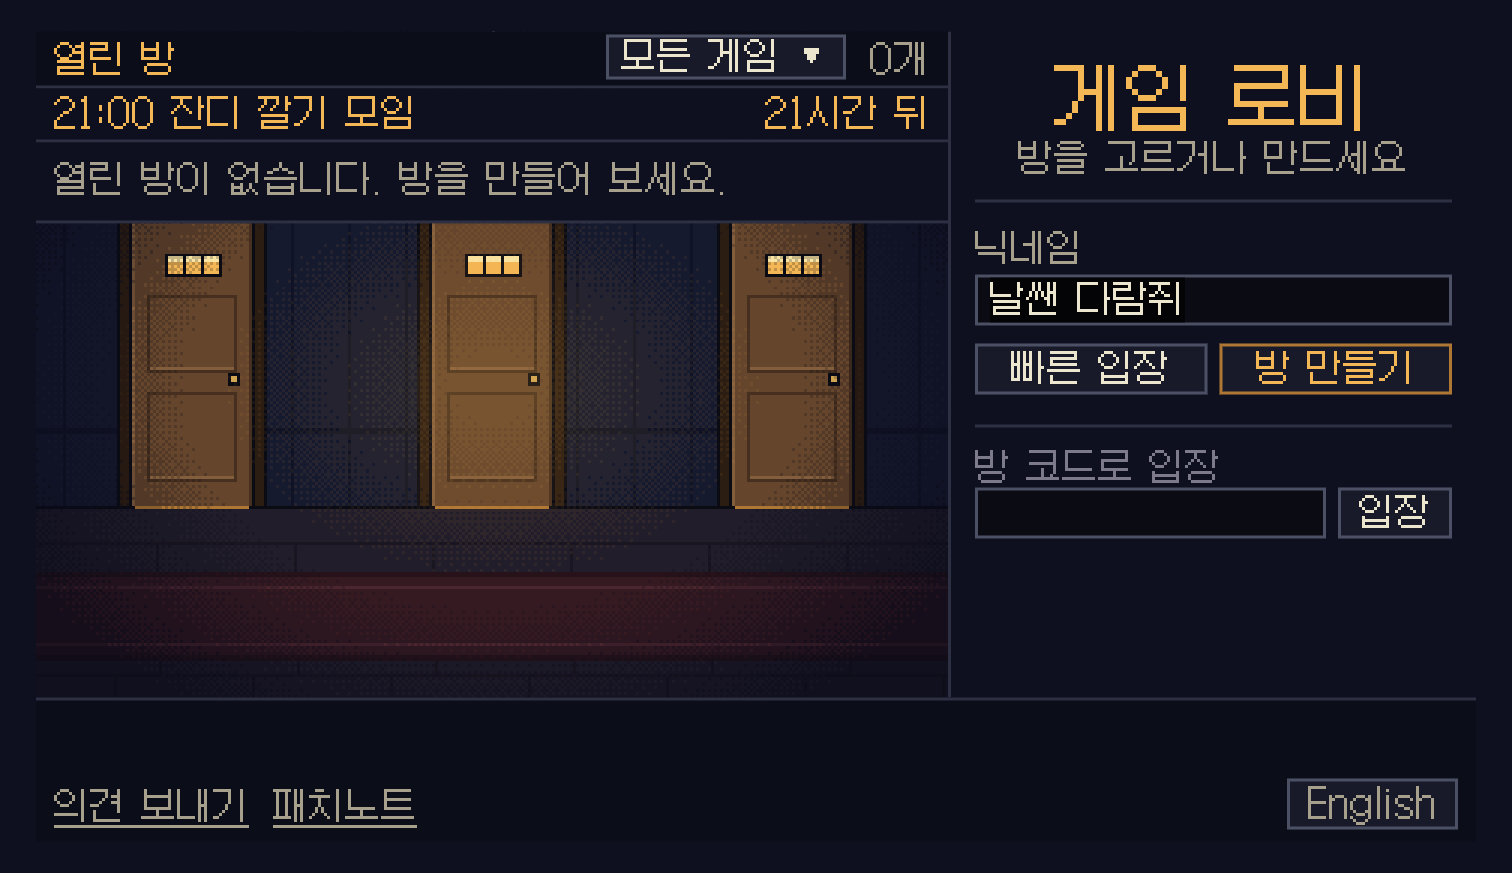 열린 방
모든 게임 ▼
0개
21:00 잔디 깔기 모임
21시간 뒤
열린 방이 없습니다. 방을 만들어 보세요.
게임 로비
방을 고르거나 만드세요
닉네임
날쌘 다람쥐
빠른 입장
방 만들기
방 코드로 입장
입장
의견 보내기
패치노트
English